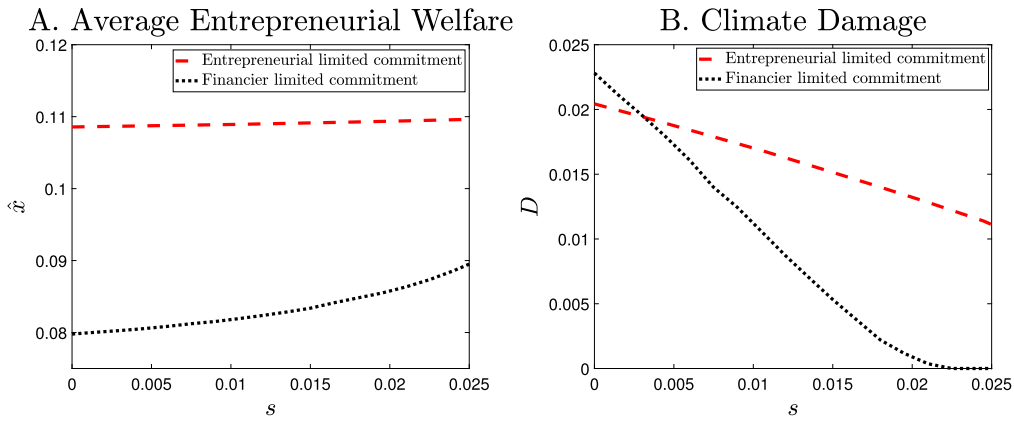 A. Average Entrepreneurial Welfare
0.12
0.11
0.1
0.09
0.08
x̂
Entrepreneurial limited commitment
Financier limited commitment
0
0.005
0.01
0.015
0.02
0.025
s
B. Climate Damage
0.025
0.02
0.015
0.01
0.005
0
D
Entrepreneurial limited commitment
Financier limited commitment
0
0.005
0.01
0.015
0.02
0.025
s